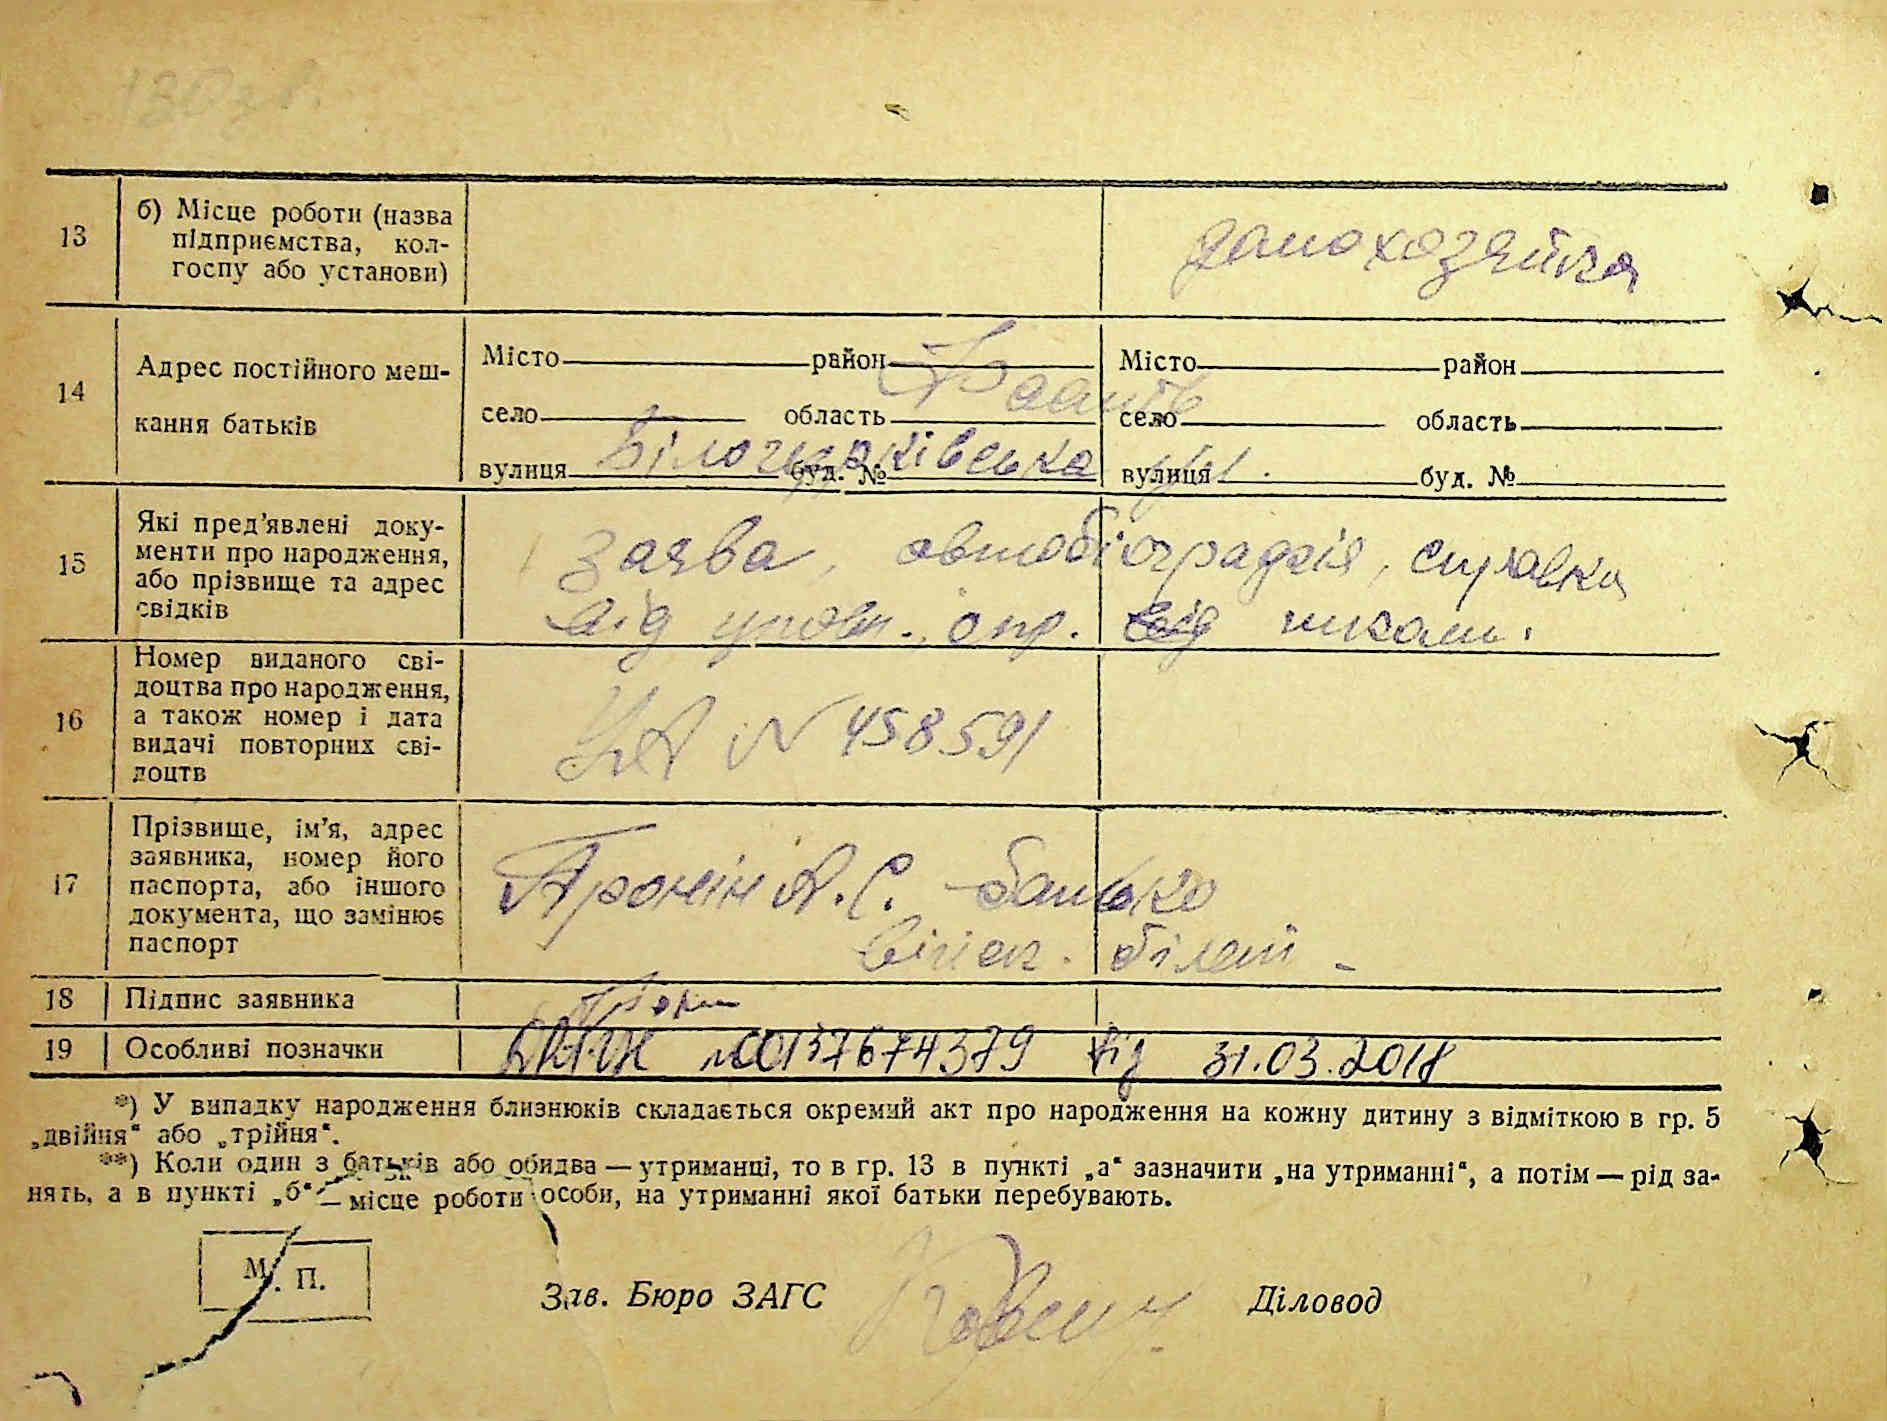 13
б) Місце роботи (назва
підприємства, кол-
госпу або установи)
домохозяйка
14
Адрес постійного меш-
кання батьків
Місто район Місто район
село область село область
вулиця буд. № вулиця буд. №
Білоцерківська
15
Які пред'явлені доку-
менти про народження,
або прізвище та адрес
свідків
заява, автобіографія, справка
від
16
Номер виданого сві-
доцтва про народження,
а також номер і дата
видачі повторних сві-
доцтв
N 458591
17
Прізвище, ім'я, адрес
заявника, номер його
паспорта, або іншого
документа, що замінює
паспорт
Пронін А. С. батько
білет
18 Підпис заявника
19 Особливі позначки
00137674379 від 31.03.2018
*) У випадку народження близнюків складається окремий акт про народження на кожну дитину з відміткою в гр. 5
„двійня“ або „трійня“.
**) Коли один з батьків або обидва — утриманці, то в гр. 13 в пункті „а“ зазначити „на утриманні“, а потім — рід за-
нять, а в пункті „б“ — місце роботи особи, на утриманні якої батьки перебувають.
М. П.
Зав. Бюро ЗАГС Діловод